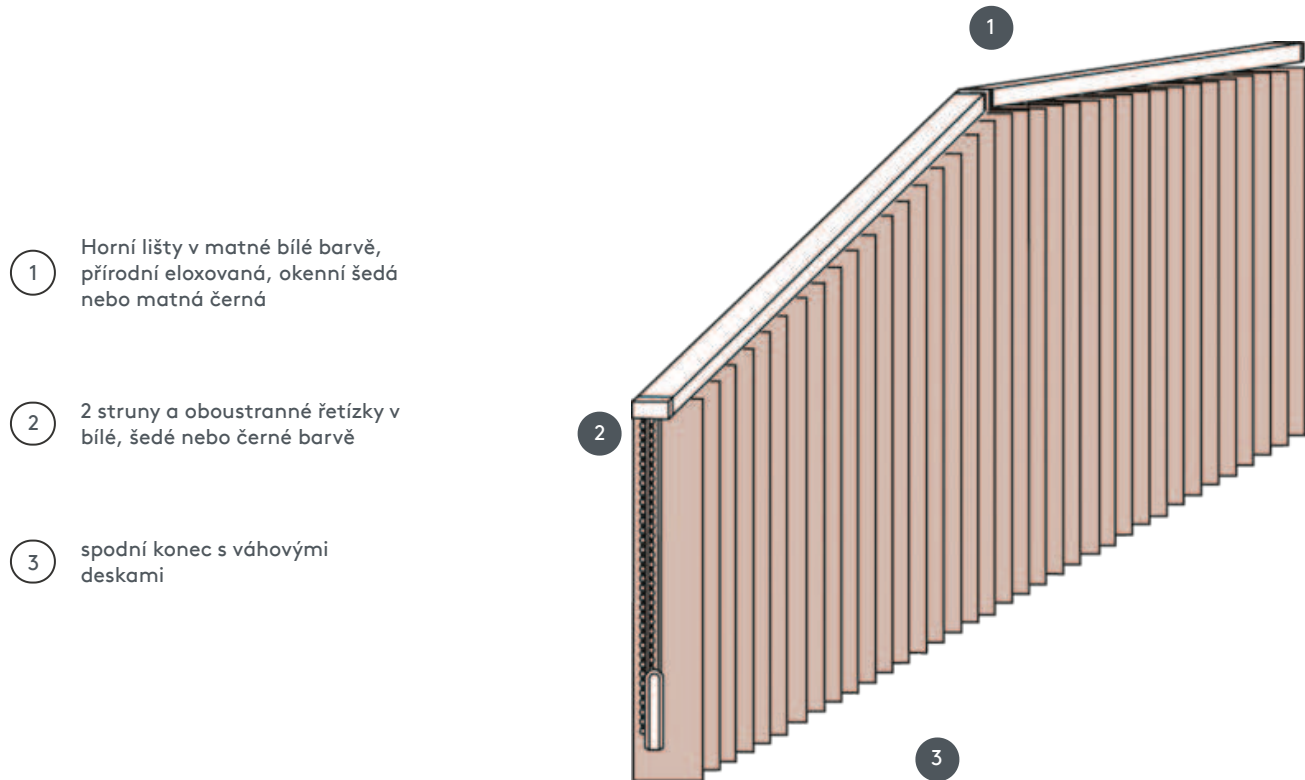 1
Horní lišty v matné bílé barvě,
přírodní eloxovaná, okenní šedá
nebo matná černá
1
2
2 struny a oboustranné řetízky v
bílé, šedé nebo černé barvě
2
3
spodní konec s váhovými
deskami
3